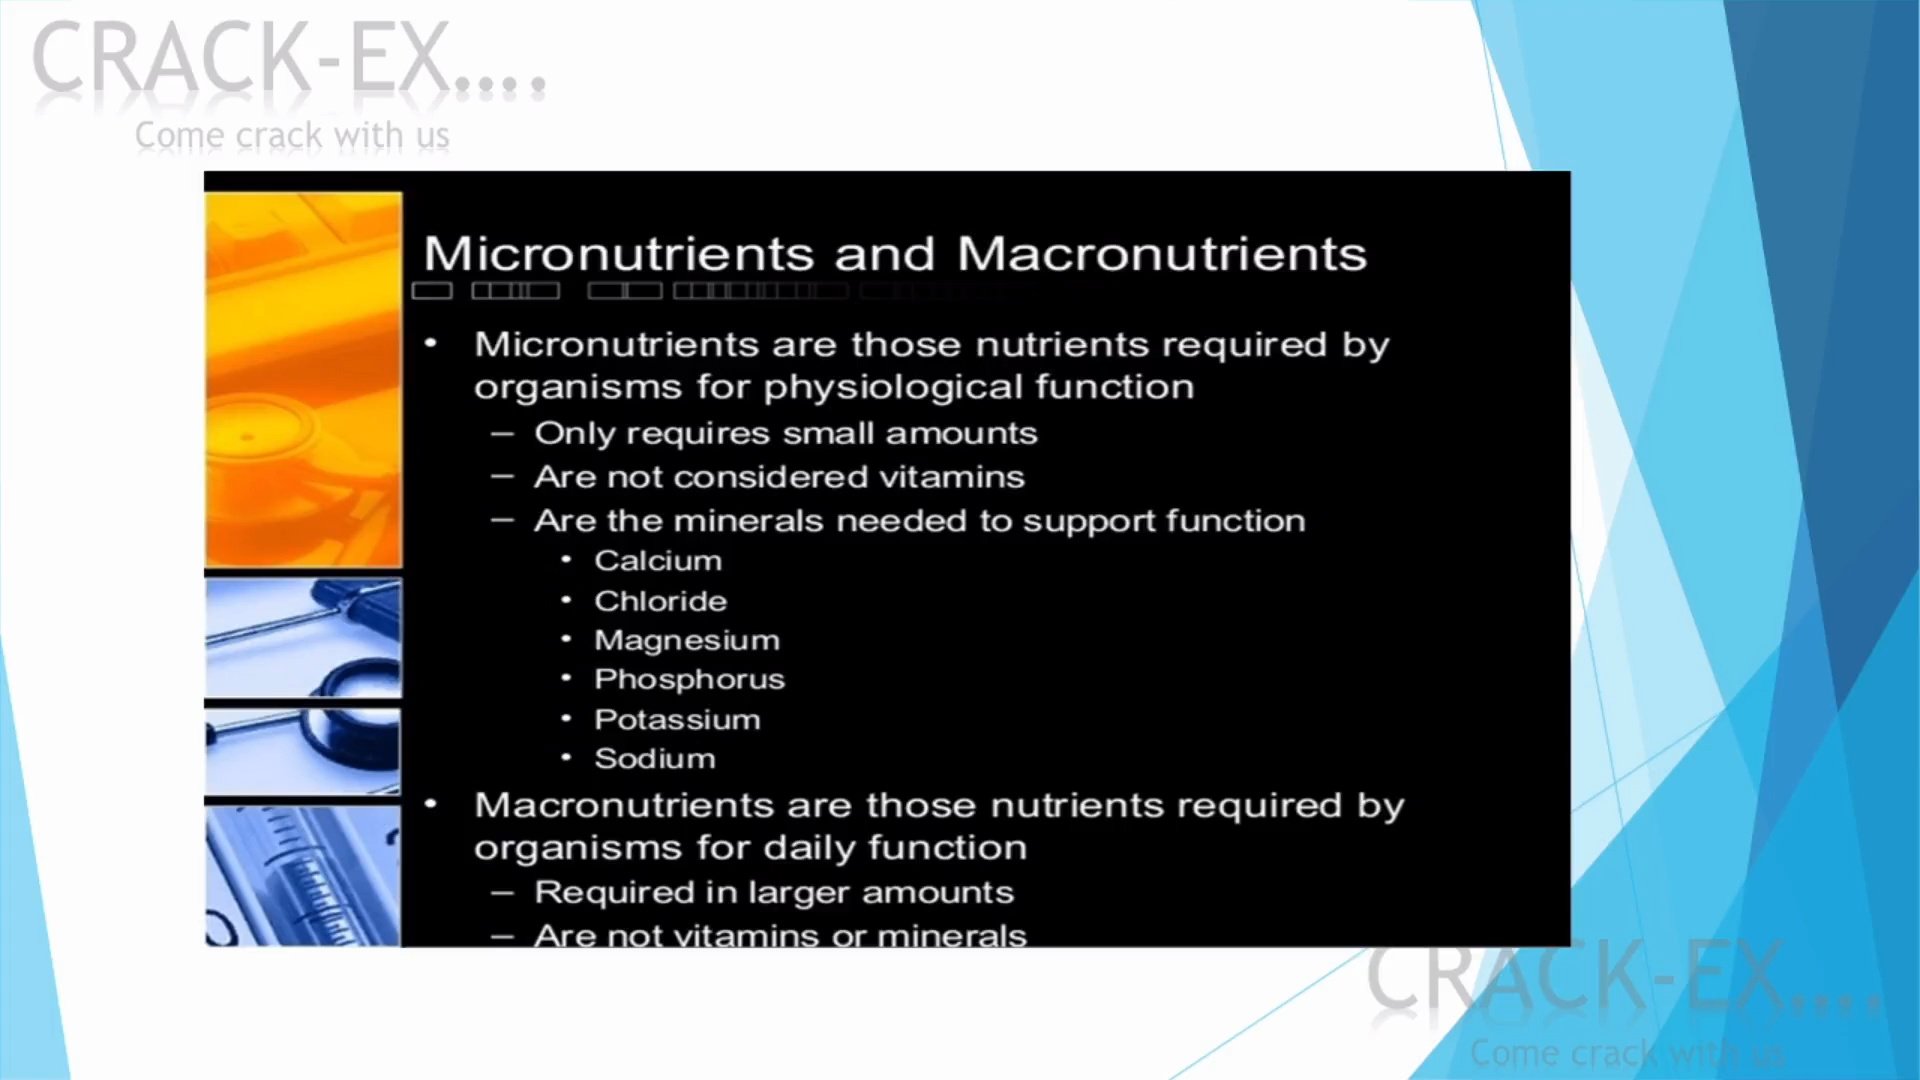 CRACK-EX....
Come crack with us
Micronutrients and Macronutrients
• Micronutrients are those nutrients required by
organisms for physiological function
– Only requires small amounts
– Are not considered vitamins
– Are the minerals needed to support function
• Calcium
• Chloride
• Magnesium
• Phosphorus
• Potassium
• Sodium
• Macronutrients are those nutrients required by
organisms for daily function
– Required in larger amounts
– Are not vitamins or minerals
CRACK-EX....
Come crack with us